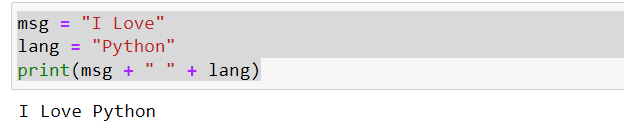 msg = "I Love"
lang = "Python"
print(msg + " " + lang)
I Love Python